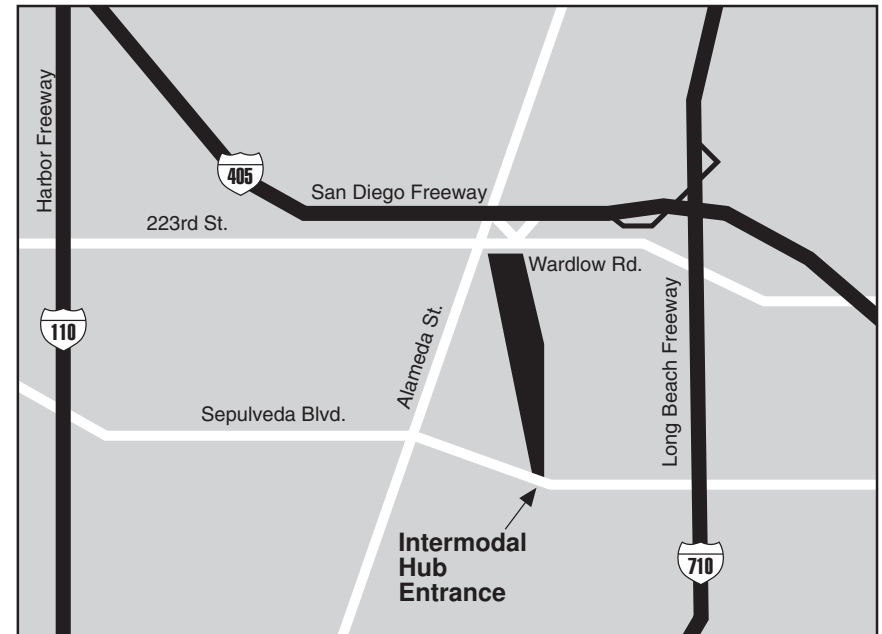 Harbor Freeway
405
San Diego Freeway
223rd St.
Wardlow Rd.
110
Alameda St.
Long Beach Freeway
Sepulveda Blvd.
Intermodal
Hub
Entrance
710